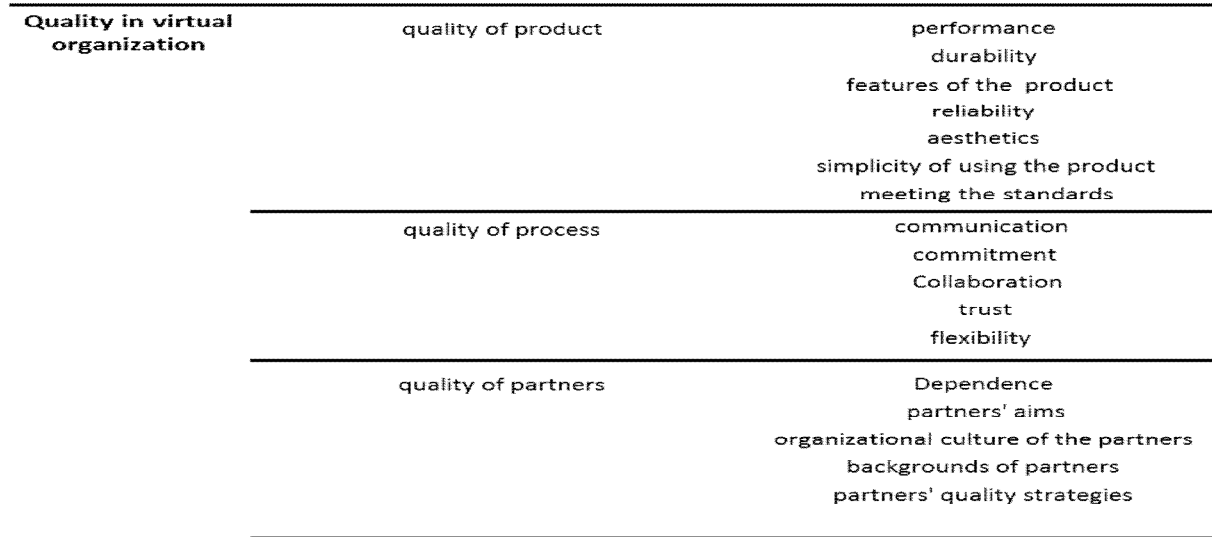 Quality in virtual
organization
quality of product
performance
durability
features of the product
reliability
aesthetics
simplicity of using the product
meeting the standards
quality of process
communication
commitment
Collaboration
trust
flexibility
quality of partners
Dependence
partners' aims
organizational culture of the partners
backgrounds of partners
partners' quality strategies